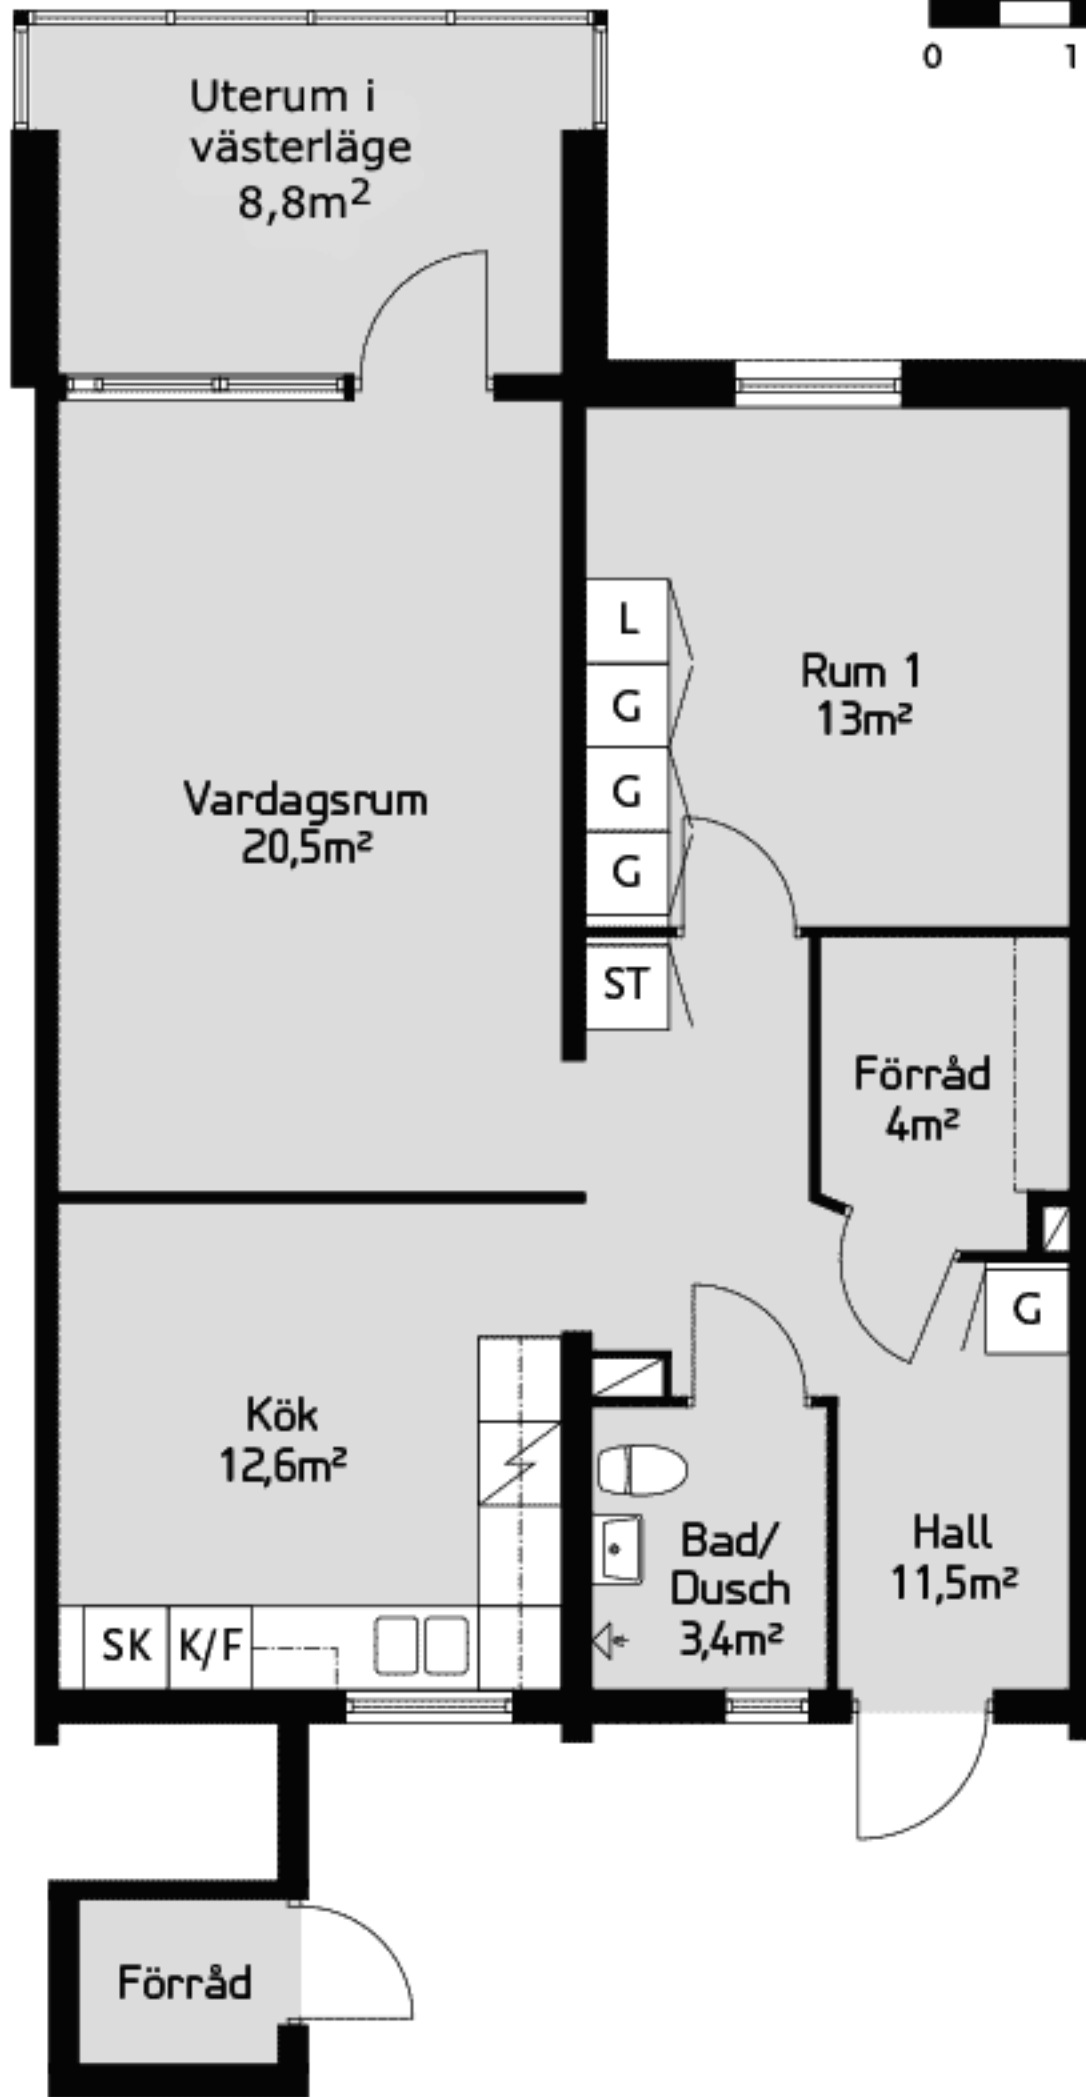 0 1
Uterum i
västerläge
8,8m²
L
G
G
G
Rum 1
13m²
Vardagsrum
20,5m²
ST
Förråd
4m²
G
Kök
12,6m²
Bad/
Dusch
3,4m²
Hall
11,5m²
SK K/F
Förråd